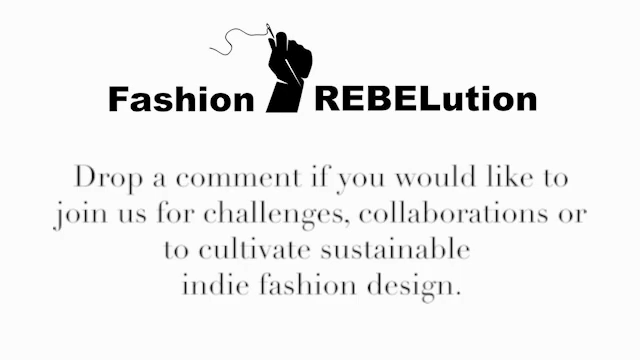 Fashion REBELution
Drop a comment if you would like to
join us for challenges, collaborations or
to cultivate sustainable
indie fashion design.